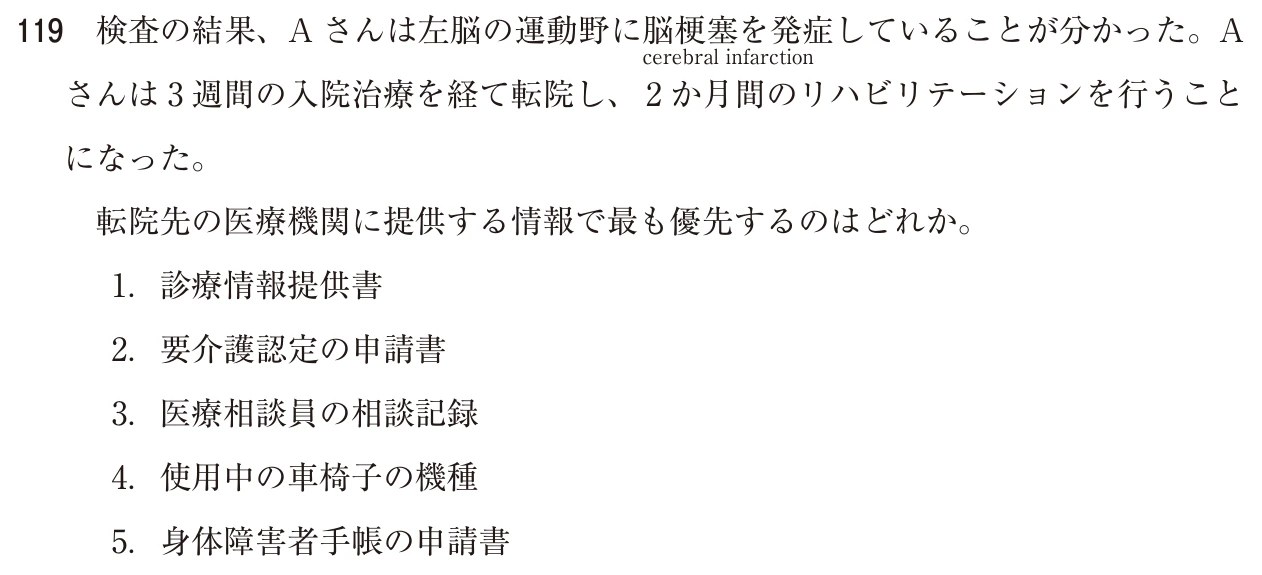 119 検査の結果、A さんは左脳の運動野に脳梗塞を発症していることが分かった。A
cerebral infarction
さんは 3 週間の入院治療を経て転院し、2 か月間のリハビリテーションを行うこと
になった。
転院先の医療機関に提供する情報で最も優先するのはどれか。
1. 診療情報提供書
2. 要介護認定の申請書
3. 医療相談員の相談記録
4. 使用中の車椅子の機種
5. 身体障害者手帳の申請書